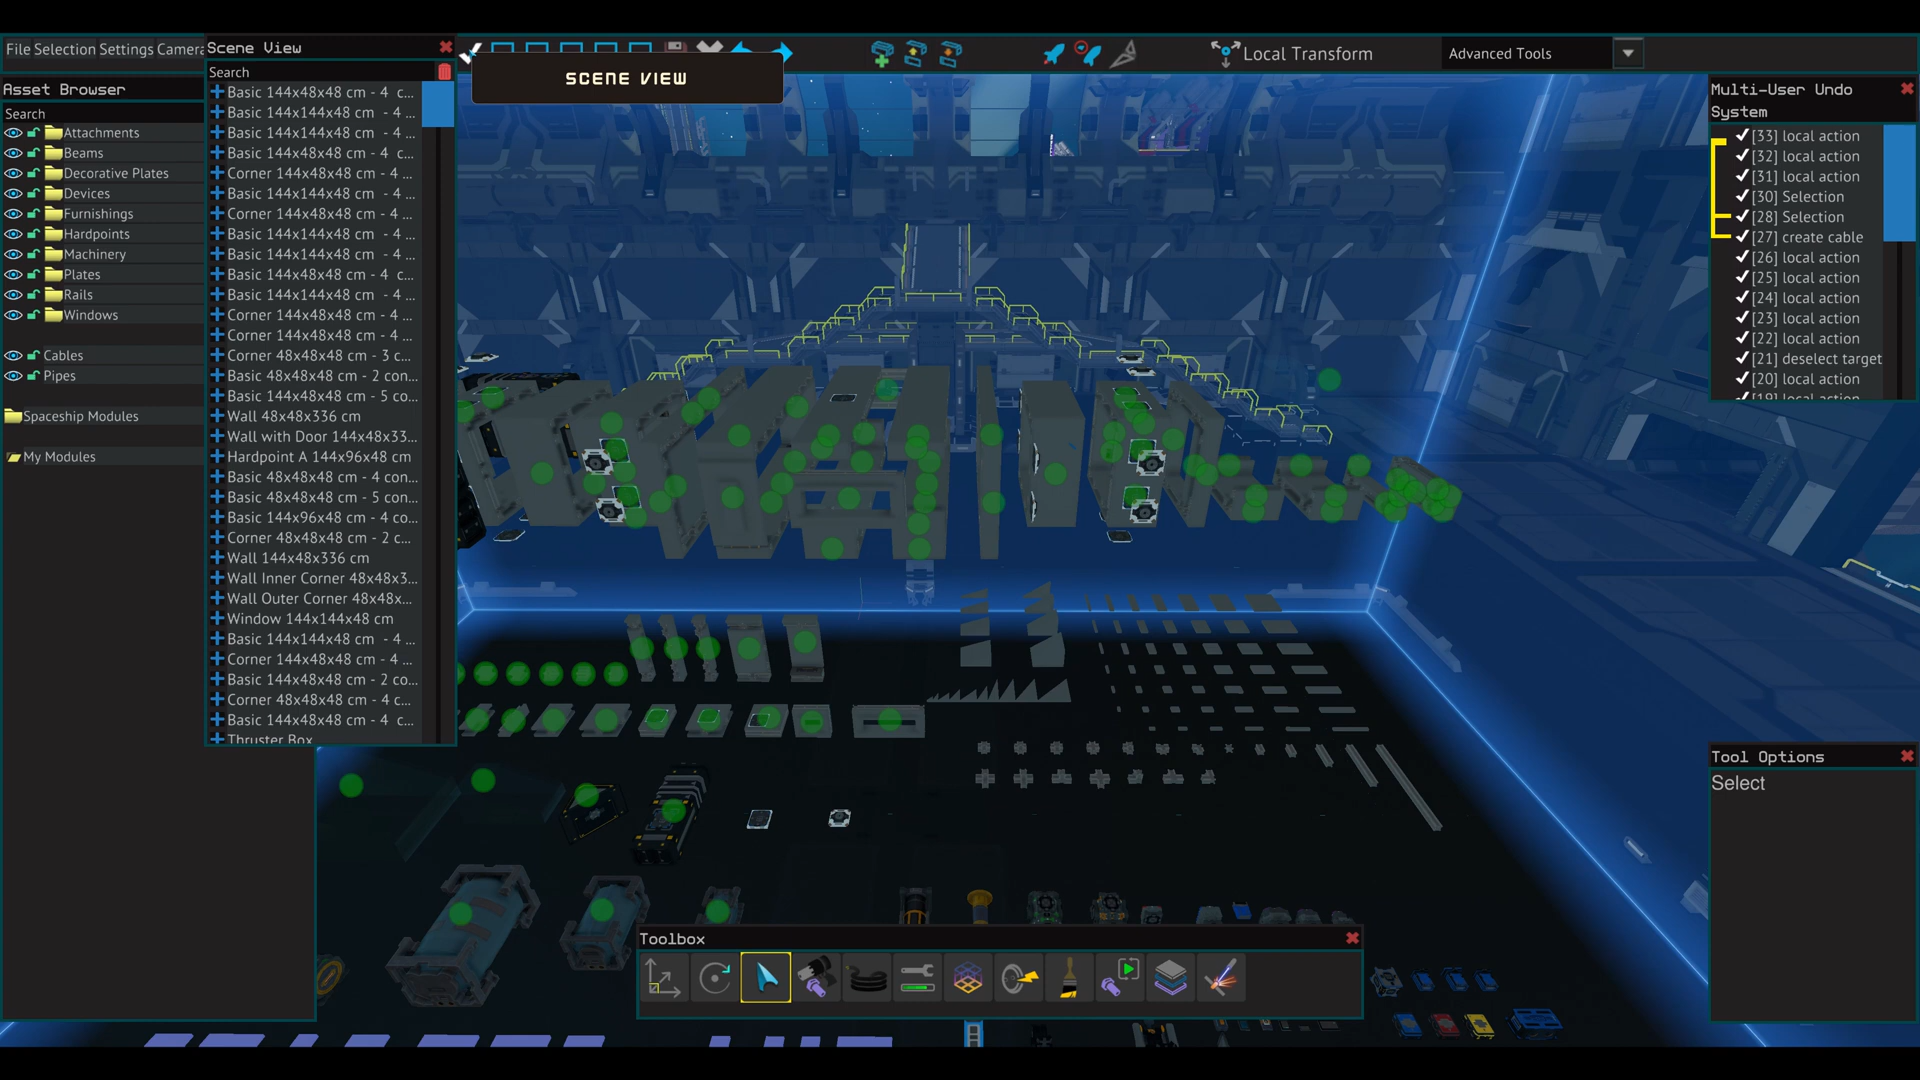 File Selection Settings Camera
Scene View
Local Transform
Advanced Tools
SCENE VIEW
Asset Browser
Search
Attachments
Beams
Decorative Plates
Devices
Furnishings
Hardpoints
Machinery
Plates
Rails
Windows
Cables
Pipes
Spaceship Modules
My Modules
Search
Basic 144x48x48 cm - 4 c...
Basic 144x144x48 cm - 4 ...
Basic 144x144x48 cm - 4 ...
Basic 144x48x48 cm - 4 c...
Corner 144x48x48 cm - 4 ...
Basic 144x144x48 cm - 4 ...
Corner 144x48x48 cm - 4 ...
Basic 144x144x48 cm - 4 ...
Basic 144x144x48 cm - 4 ...
Basic 144x48x48 cm - 4 c...
Basic 144x144x48 cm - 4 ...
Corner 144x48x48 cm - 4 ...
Corner 144x48x48 cm - 4 ...
Corner 48x48x48 cm - 3 c...
Basic 48x48x48 cm - 2 con...
Basic 144x48x48 cm - 5 co...
Wall 48x48x336 cm
Wall with Door 144x48x33...
Hardpoint A 144x96x48 cm
Basic 48x48x48 cm - 4 con...
Basic 48x48x48 cm - 5 con...
Basic 144x96x48 cm - 4 co...
Corner 48x48x48 cm - 2 c...
Wall 144x48x336 cm
Wall Inner Corner 48x48x3...
Wall Outer Corner 48x48x...
Window 144x144x48 cm
Basic 144x144x48 cm - 4 ...
Corner 144x48x48 cm - 4 ...
Basic 144x48x48 cm - 2 co...
Corner 48x48x48 cm - 4 c...
Basic 144x48x48 cm - 4 c...
Thruster Box
Multi-User Undo
System
[33] local action
[32] local action
[31] local action
[30] Selection
[28] Selection
[27] create cable
[26] local action
[25] local action
[24] local action
[23] local action
[22] local action
[21] deselect target
[20] local action
[19] local action
Tool Options
Select
Toolbox